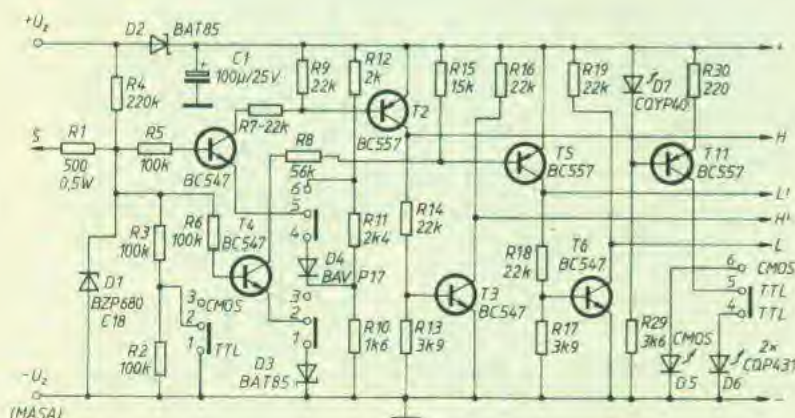 +Uz
D2
BAT85
C1
100µ/25V
R4
220k
R9
22k
R12
2k
R15
15k
R16
22k
R19
22k
D7
CQYP40
R30
220
R7-22k
T2
BC557
H
S
R1
500
0,5W
R5
100k
BC547
R8
56k
T5
BC557
T11
BC557
L'
H'
L
6
5
4
R3
100k
R6
100k
T4
BC547
R11
2k4
R14
22k
D4
BAV P17
R18
22k
T6
BC547
6
CMOS
5
TTL
4
TTL
D1
BZP680
C18
3
CMOS
2
1
TTL
3
2
1
T3
BC547
R2
100k
D3
BAT85
R10
1k6
R13
3k9
R17
3k9
R29
3k6
CMOS
D5
D6
2×
CQP431
-Uz
(MASA)
+
-